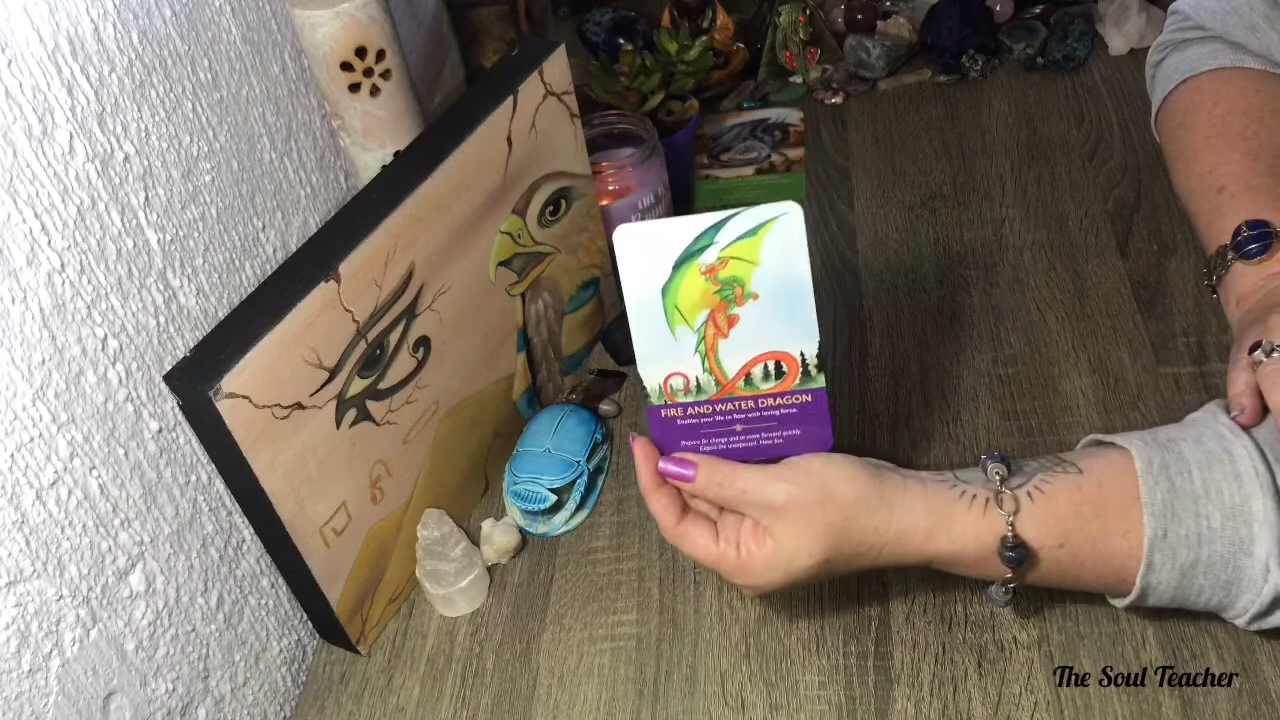 FIRE AND WATER DRAGON
Enables your life to flow with loving force.
Prepare for change and to move forward quickly.
Expect the unexpected. Have fun.
The Soul Teacher